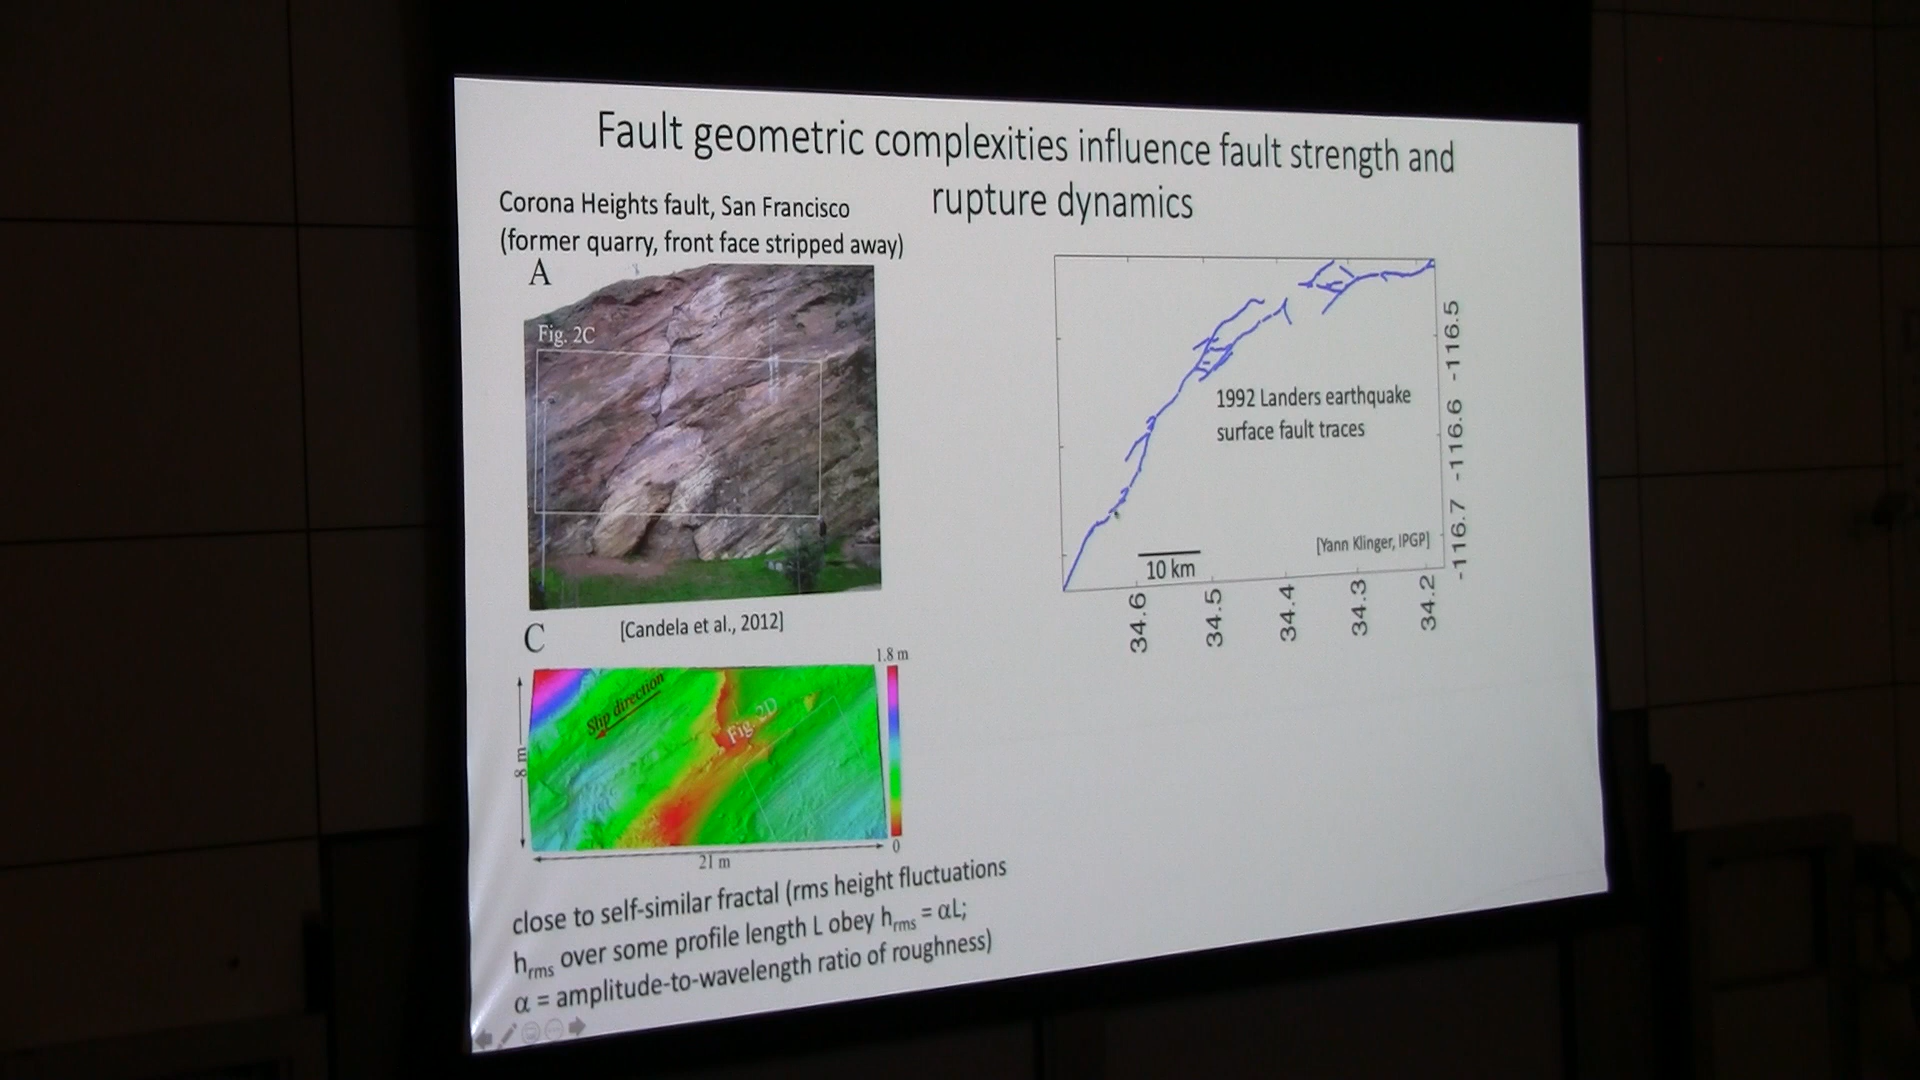 Fault geometric complexities influence fault strength and
rupture dynamics
Corona Heights fault, San Francisco
(former quarry, front face stripped away)
A
Fig. 2C
[Candela et al., 2012]
C
1.8 m
Slip direction
Fig. 2D
8 m
21 m
0
close to self-similar fractal (rms height fluctuations
hrms over some profile length L obey hrms = αL;
α = amplitude-to-wavelength ratio of roughness)
1992 Landers earthquake
surface fault traces
[Yann Klinger, IPGP]
10 km
-116.5
-116.6
-116.7
34.6
34.5
34.4
34.3
34.2